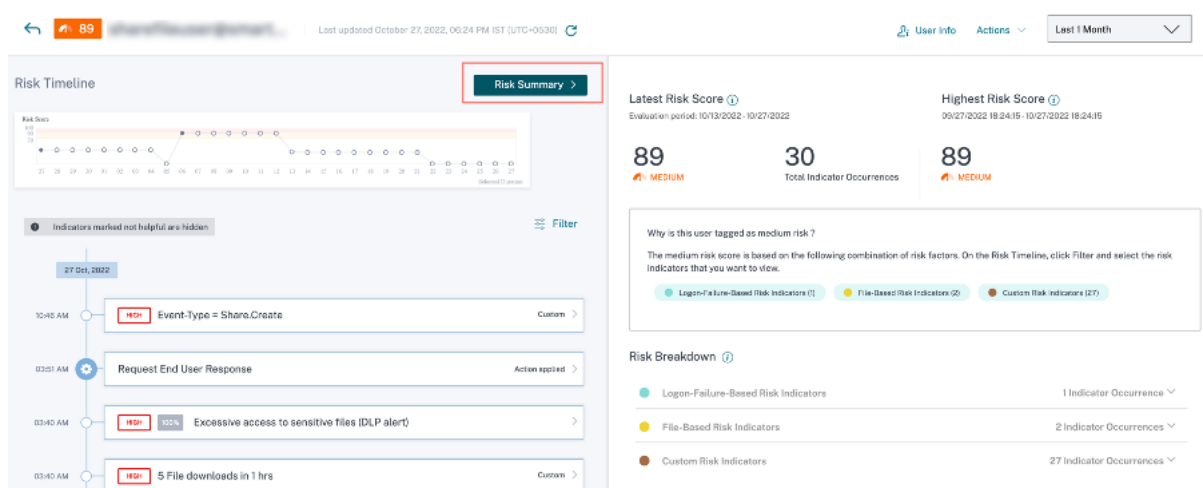 89
Last updated October 27, 2022, 06:24 PM IST (UTC+0530)
User Info
Actions
Last 1 Month
Risk Timeline
Risk Summary
Latest Risk Score
Evaluation period: 10/13/2022 - 10/27/2022
Highest Risk Score
09/27/2022 18:24:15 - 10/27/2022 18:24:15
Risk Score
100
89
MEDIUM
30
Total Indicator Occurrences
89
MEDIUM
Indicators marked not helpful are hidden
Filter
Why is this user tagged as medium risk ?
The medium risk score is based on the following combination of risk factors. On the Risk Timeline, click Filter and select the risk
indicators that you want to view.
Logon-Failure-Based Risk Indicators (1)
File-Based Risk Indicators (2)
Custom Risk Indicators (27)
27 Oct, 2022
10:48 AM
HIGH
Event-Type = Share.Create
Custom
Risk Breakdown
03:51 AM
Request End User Response
Action applied
Logon-Failure-Based Risk Indicators
1 Indicator Occurrence
03:40 AM
HIGH
100%
Excessive access to sensitive files (DLP alert)
File-Based Risk Indicators
2 Indicator Occurrences
Custom Risk Indicators
27 Indicator Occurrences
03:40 AM
HIGH
5 File downloads in 1 hrs
Custom